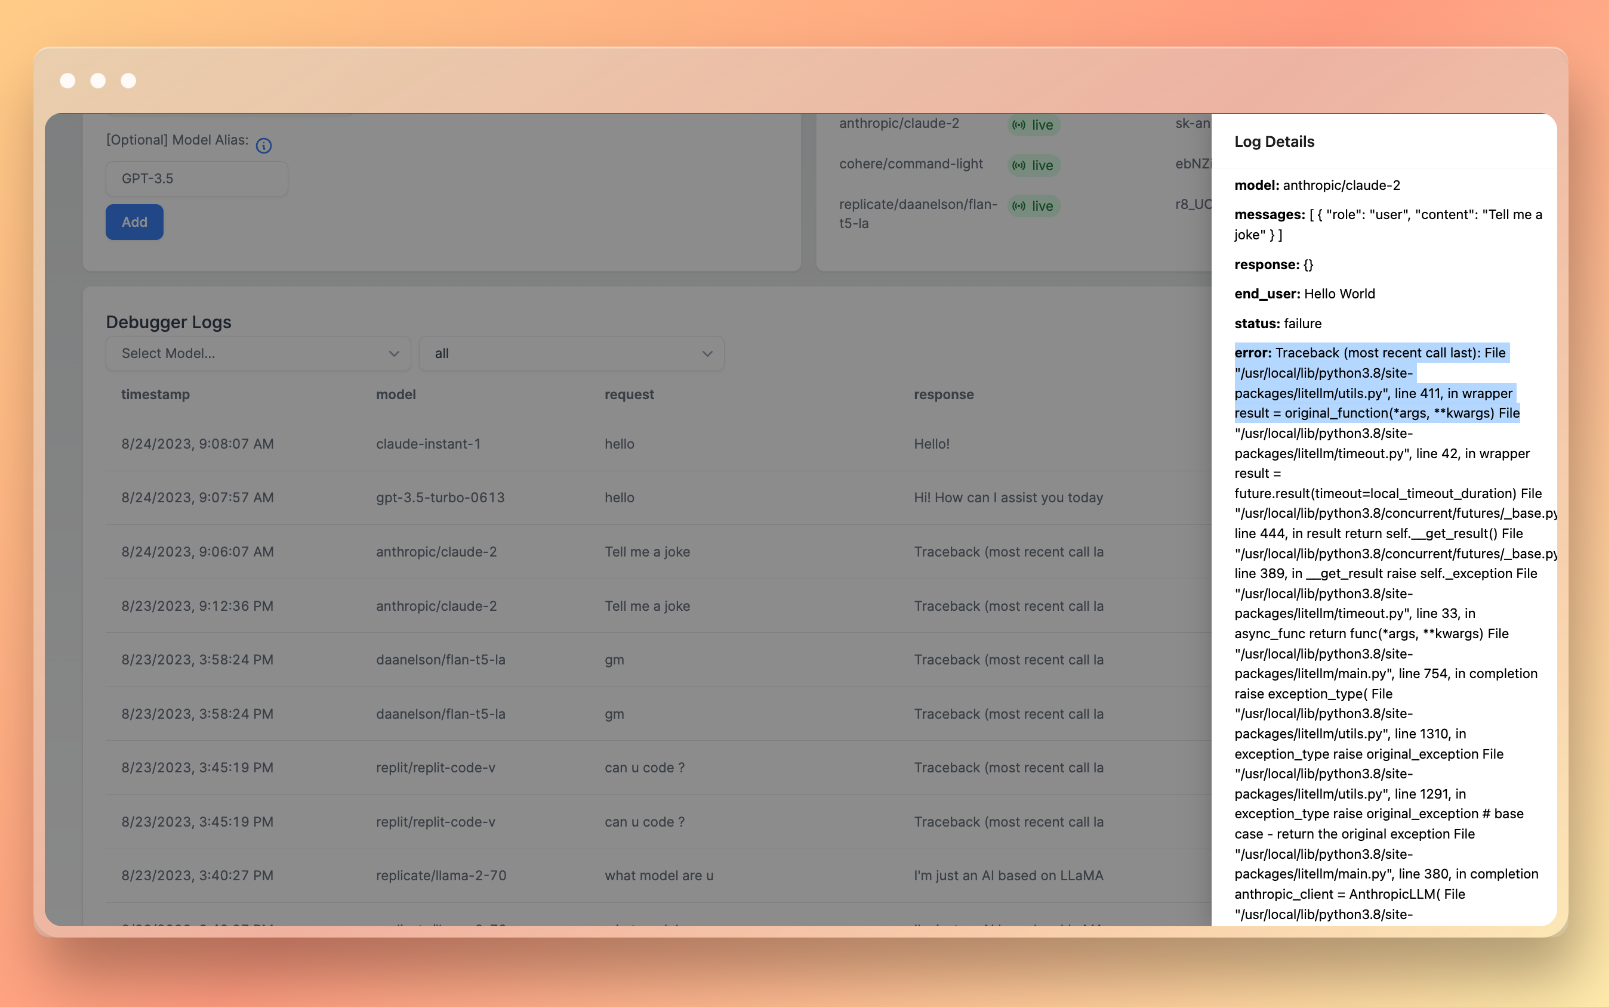 [Optional] Model Alias:
GPT-3.5
Add
anthropic/claude-2 live sk-an
cohere/command-light live ebNZi
replicate/daanelson/flan- live r8_UC
t5-la
Debugger Logs
Select Model... all
timestamp model request response
8/24/2023, 9:08:07 AM claude-instant-1 hello Hello!
8/24/2023, 9:07:57 AM gpt-3.5-turbo-0613 hello Hi! How can I assist you today
8/24/2023, 9:06:07 AM anthropic/claude-2 Tell me a joke Traceback (most recent call la
8/23/2023, 9:12:36 PM anthropic/claude-2 Tell me a joke Traceback (most recent call la
8/23/2023, 3:58:24 PM daanelson/flan-t5-la gm Traceback (most recent call la
8/23/2023, 3:58:24 PM daanelson/flan-t5-la gm Traceback (most recent call la
8/23/2023, 3:45:19 PM replit/replit-code-v can u code ? Traceback (most recent call la
8/23/2023, 3:45:19 PM replit/replit-code-v can u code ? Traceback (most recent call la
8/23/2023, 3:40:27 PM replicate/llama-2-70 what model are u I'm just an AI based on LLaMA
Log Details
model: anthropic/claude-2
messages: [ { "role": "user", "content": "Tell me a
joke" } ]
response: {}
end_user: Hello World
status: failure
error: Traceback (most recent call last): File
"/usr/local/lib/python3.8/site-
packages/litellm/utils.py", line 411, in wrapper
result = original_function(*args, **kwargs) File
"/usr/local/lib/python3.8/site-
packages/litellm/timeout.py", line 42, in wrapper
result =
future.result(timeout=local_timeout_duration) File
"/usr/local/lib/python3.8/concurrent/futures/_base.py
line 444, in result return self.__get_result() File
"/usr/local/lib/python3.8/concurrent/futures/_base.py
line 389, in __get_result raise self._exception File
"/usr/local/lib/python3.8/site-
packages/litellm/timeout.py", line 33, in
async_func return func(*args, **kwargs) File
"/usr/local/lib/python3.8/site-
packages/litellm/main.py", line 754, in completion
raise exception_type( File
"/usr/local/lib/python3.8/site-
packages/litellm/utils.py", line 1310, in
exception_type raise original_exception File
"/usr/local/lib/python3.8/site-
packages/litellm/utils.py", line 1291, in
exception_type raise original_exception # base
case - return the original exception File
"/usr/local/lib/python3.8/site-
packages/litellm/main.py", line 380, in completion
anthropic_client = AnthropicLLM( File
"/usr/local/lib/python3.8/site-